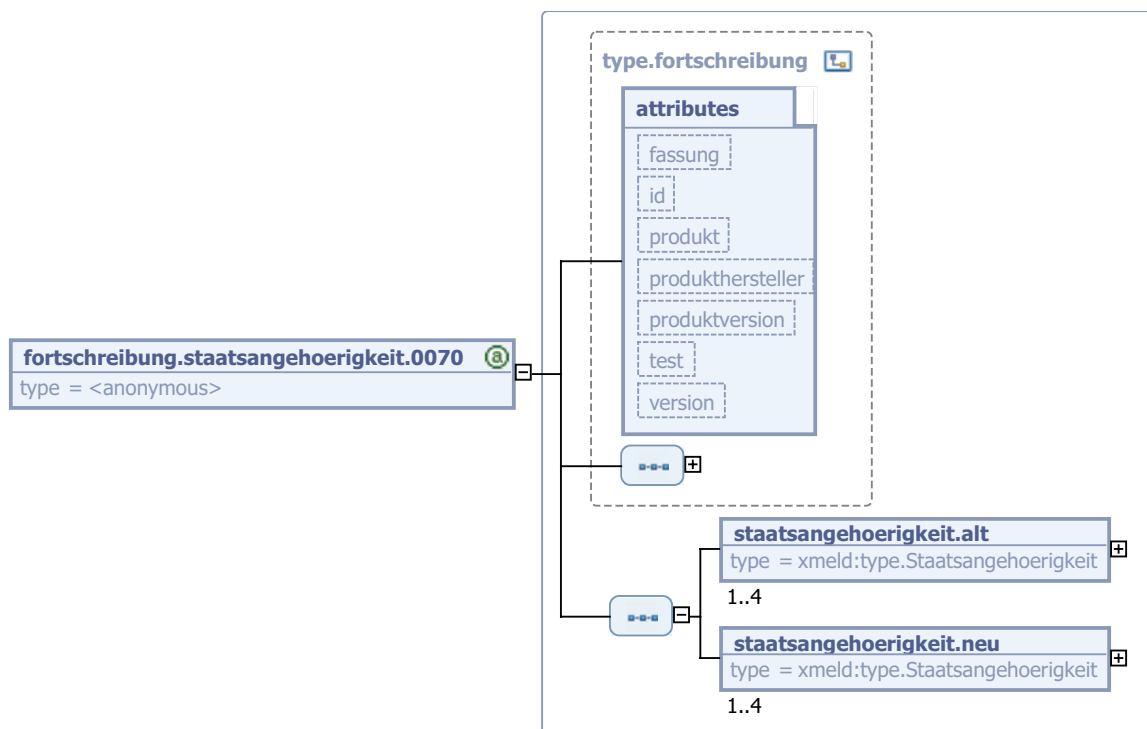 type.fortschreibung
attributes
fassung
id
produkt
produkthersteller
produktversion
test
version
fortschreibung.staatsangehoerigkeit.0070 @
type = <anonymous>
staatsangehoerigkeit.alt
type = xmeld:type.Staatsangehoerigkeit
1..4
staatsangehoerigkeit.neu
type = xmeld:type.Staatsangehoerigkeit
1..4